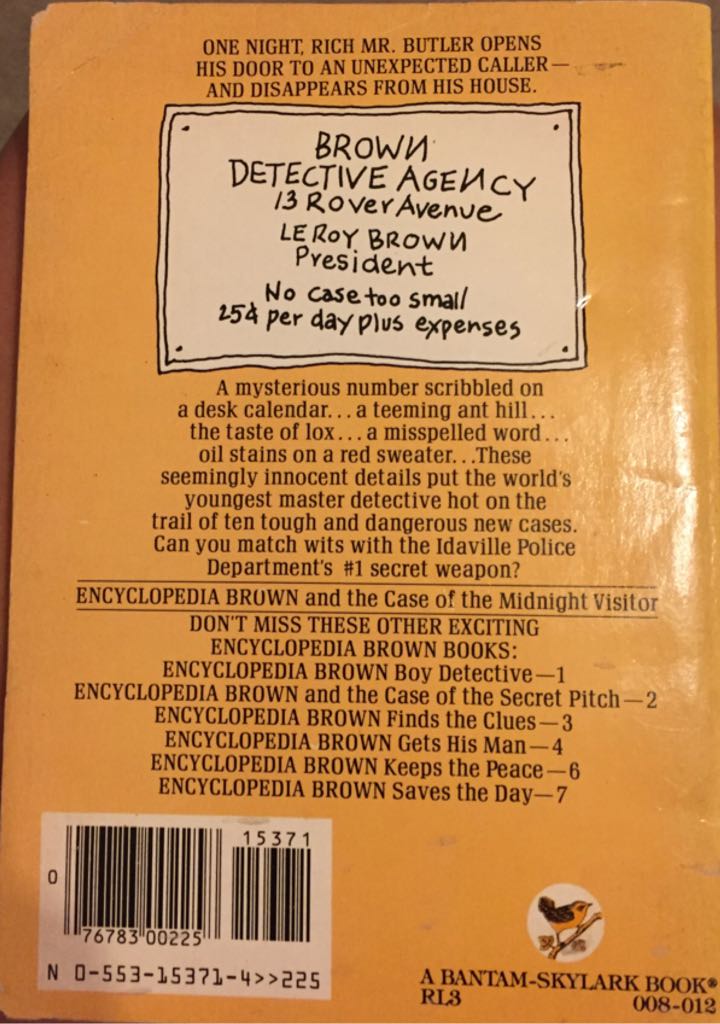 ONE NIGHT, RICH MR. BUTLER OPENS
HIS DOOR TO AN UNEXPECTED CALLER—
AND DISAPPEARS FROM HIS HOUSE.
BROWN
DETECTIVE AGENCY
13 Rover Avenue
LEROY BROWN
President
No case too small
25¢ per day plus expenses
A mysterious number scribbled on
a desk calendar...a teeming ant hill...
the taste of lox...a misspelled word...
oil stains on a red sweater...These
seemingly innocent details put the world's
youngest master detective hot on the
trail of ten tough and dangerous new cases.
Can you match wits with the Idaville Police
Department's #1 secret weapon?
ENCYCLOPEDIA BROWN and the Case of the Midnight Visitor
DON'T MISS THESE OTHER EXCITING
ENCYCLOPEDIA BROWN BOOKS:
ENCYCLOPEDIA BROWN Boy Detective—1
ENCYCLOPEDIA BROWN and the Case of the Secret Pitch—2
ENCYCLOPEDIA BROWN Finds the Clues—3
ENCYCLOPEDIA BROWN Gets His Man—4
ENCYCLOPEDIA BROWN Keeps the Peace—6
ENCYCLOPEDIA BROWN Saves the Day—7
15371
0
76783 00225
N 0-553-15371-4>>225
A BANTAM-SKYLARK BOOK®
RL3 008-012